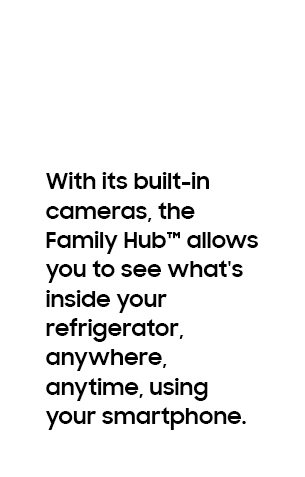 With its built-in
cameras, the
Family Hub™ allows
you to see what's
inside your
refrigerator,
anywhere,
anytime, using
your smartphone.